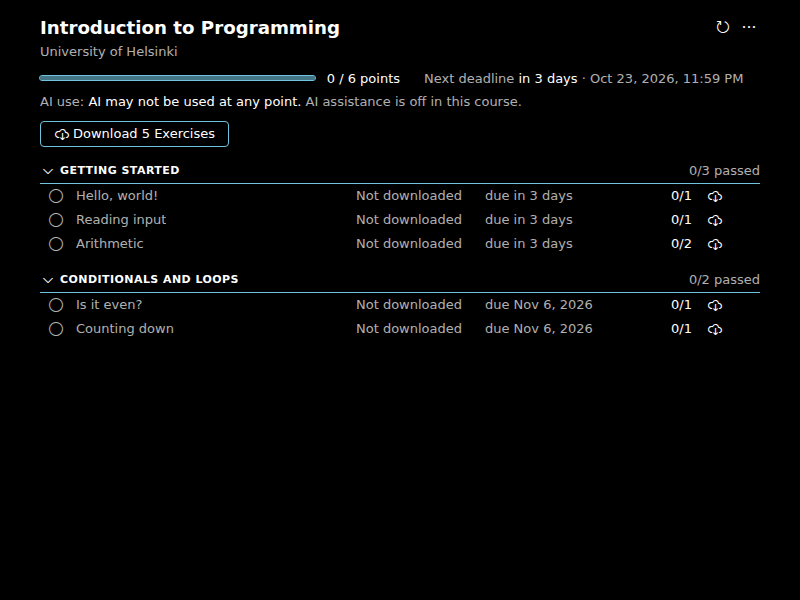 Introduction to Programming
University of Helsinki
0 / 6 points Next deadline in 3 days · Oct 23, 2026, 11:59 PM
AI use: AI may not be used at any point. AI assistance is off in this course.
Download 5 Exercises
GETTING STARTED 0/3 passed
Hello, world! Not downloaded due in 3 days 0/1
Reading input Not downloaded due in 3 days 0/1
Arithmetic Not downloaded due in 3 days 0/2
CONDITIONALS AND LOOPS 0/2 passed
Is it even? Not downloaded due Nov 6, 2026 0/1
Counting down Not downloaded due Nov 6, 2026 0/1